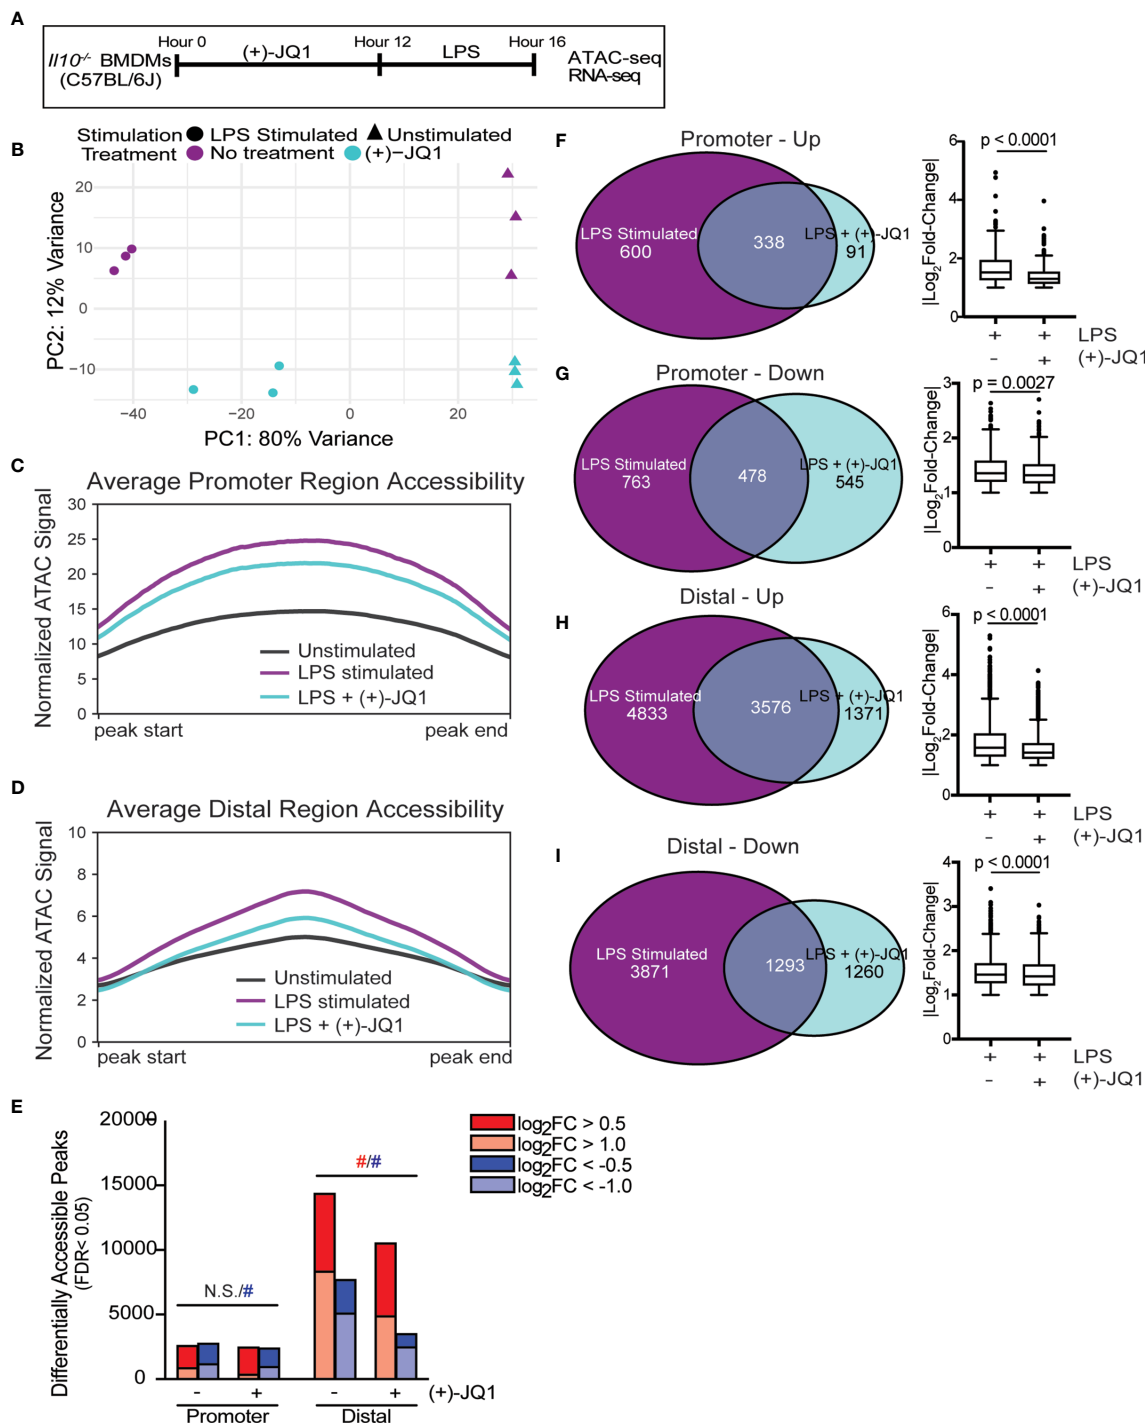 A
Hour 0
(+)-JQ1
Hour 12
LPS
Hour 16
Il10-/- BMDMs
(C57BL/6J)
ATAC-seq
RNA-seq
B
Stimulation LPS Stimulated Unstimulated
Treatment No treatment (+)-JQ1
PC2: 12% Variance
20
10
0
-10
-40
-20
0
20
PC1: 80% Variance
C
Average Promoter Region Accessibility
Normalized ATAC Signal
30
25
20
15
10
5
0
Unstimulated
LPS stimulated
LPS + (+)-JQ1
peak start
peak end
D
Average Distal Region Accessibility
Normalized ATAC Signal
10
8
6
4
2
0
Unstimulated
LPS stimulated
LPS + (+)-JQ1
peak start
peak end
E
Differentially Accessible Peaks
(FDR< 0.05)
20000
15000
10000
5000
0
N.S./#
#/#
log2FC > 0.5
log2FC > 1.0
log2FC < -0.5
log2FC < -1.0
- + - + (+)-JQ1
Promoter
Distal
F
Promoter - Up
LPS Stimulated
600
338
LPS + (+)-JQ1
91
|Log2Fold-Change|
6
4
2
0
p < 0.0001
+ + LPS
- + (+)-JQ1
G
Promoter - Down
LPS Stimulated
763
478
LPS + (+)-JQ1
545
|Log2Fold-Change|
3
2
1
0
p = 0.0027
+ + LPS
- + (+)-JQ1
H
Distal - Up
LPS Stimulated
4833
3576
LPS + (+)-JQ1
1371
|Log2Fold-Change|
6
4
2
0
p < 0.0001
+ + LPS
- + (+)-JQ1
I
Distal - Down
LPS Stimulated
3871
1293
LPS + (+)-JQ1
1260
|Log2Fold-Change|
4
3
2
1
0
p < 0.0001
+ + LPS
- + (+)-JQ1